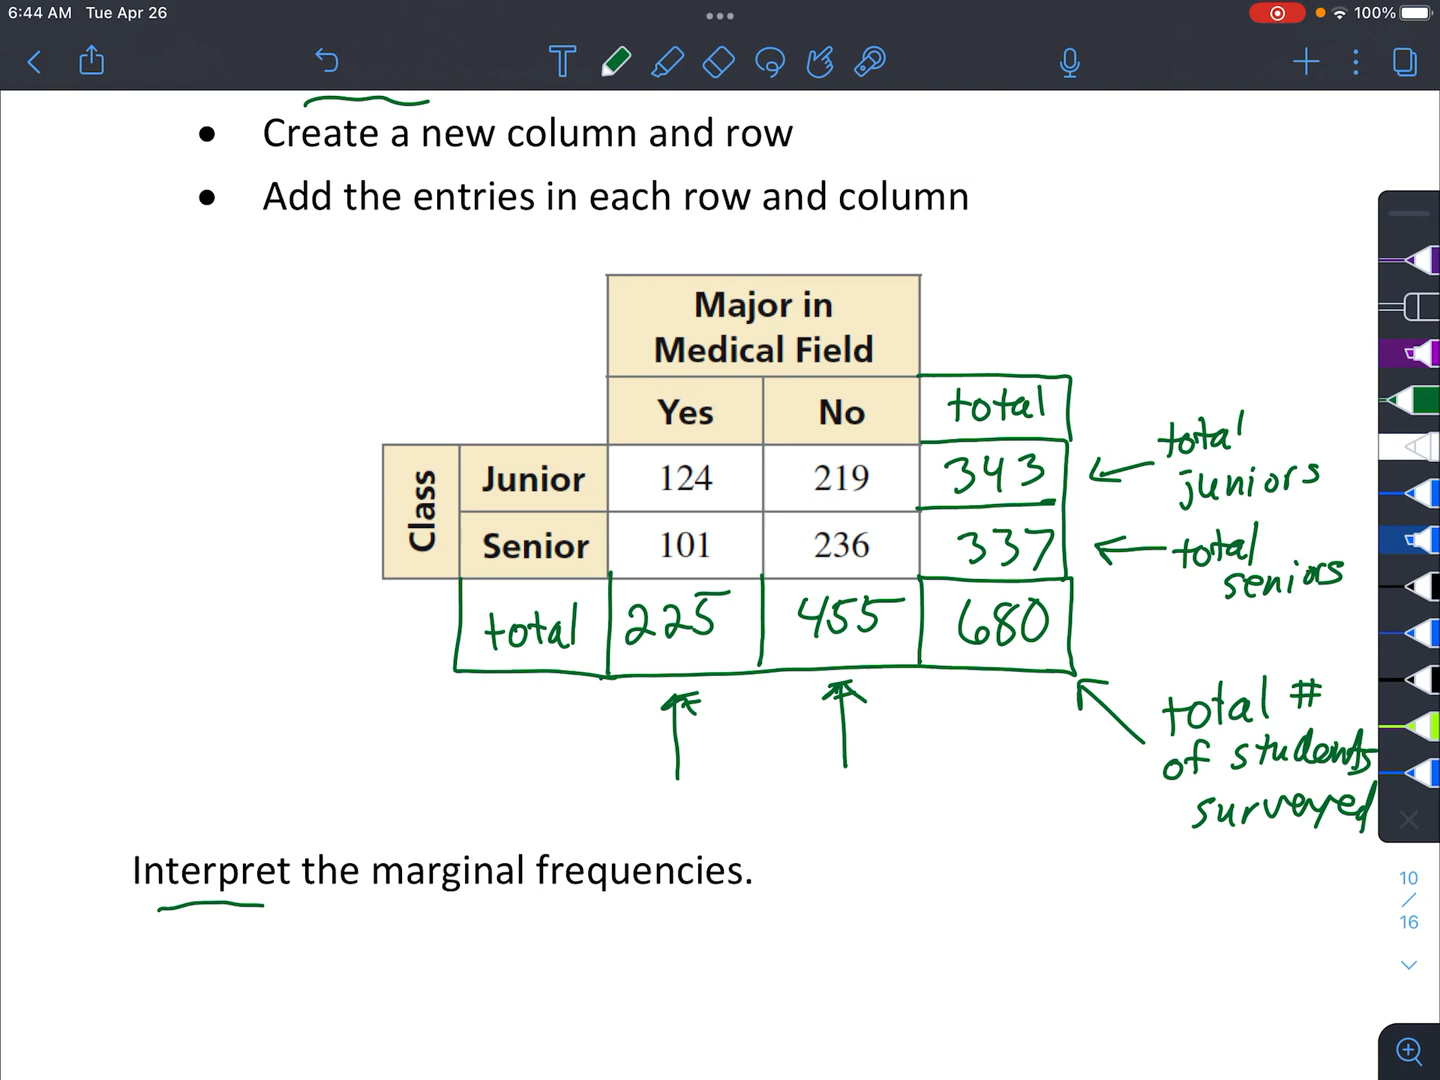 6:44 AM Tue Apr 26
100%
• Create a new column and row
• Add the entries in each row and column
Major in
Medical Field
Yes No total
Class
Junior 124 219 343
total
juniors
Senior 101 236 337
total
seniors
total 225 455 680
total #
of students
surveyed
Interpret the marginal frequencies.
10
/
16